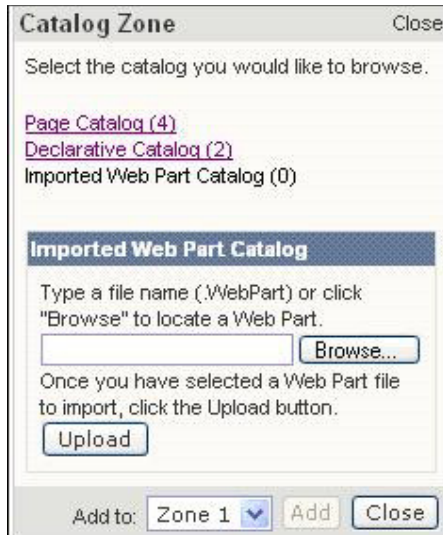 Catalog Zone Close
Select the catalog you would like to browse.
Page Catalog (4)
Declarative Catalog (2)
Imported Web Part Catalog (0)
Imported Web Part Catalog
Type a file name (.WebPart) or click
"Browse" to locate a Web Part.
Browse...
Once you have selected a Web Part file
to import, click the Upload button.
Upload
Add to: Zone 1 Add Close